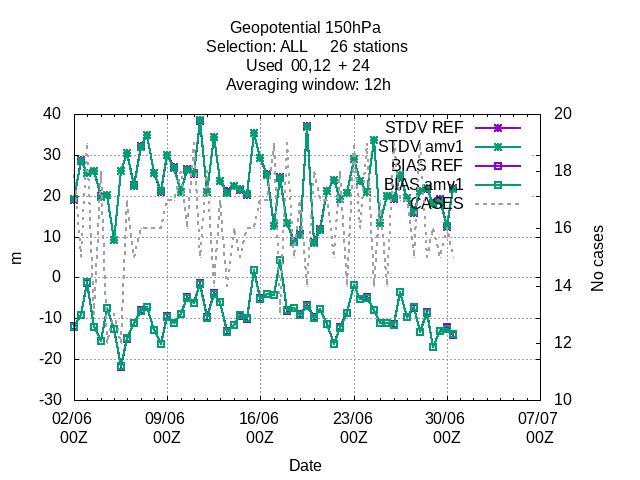 Geopotential 150hPa
Selection: ALL     26 stations
Used  00,12  + 24
Averaging window: 12h
40
30
20
10
0
-10
-20
-30
m
20
18
16
14
12
10
No cases
STDV REF
STDV amv1
BIAS REF
BIAS amv1
CASES
02/06 09/06 16/06 23/06 30/06 07/07
00Z 00Z 00Z 00Z 00Z 00Z
Date